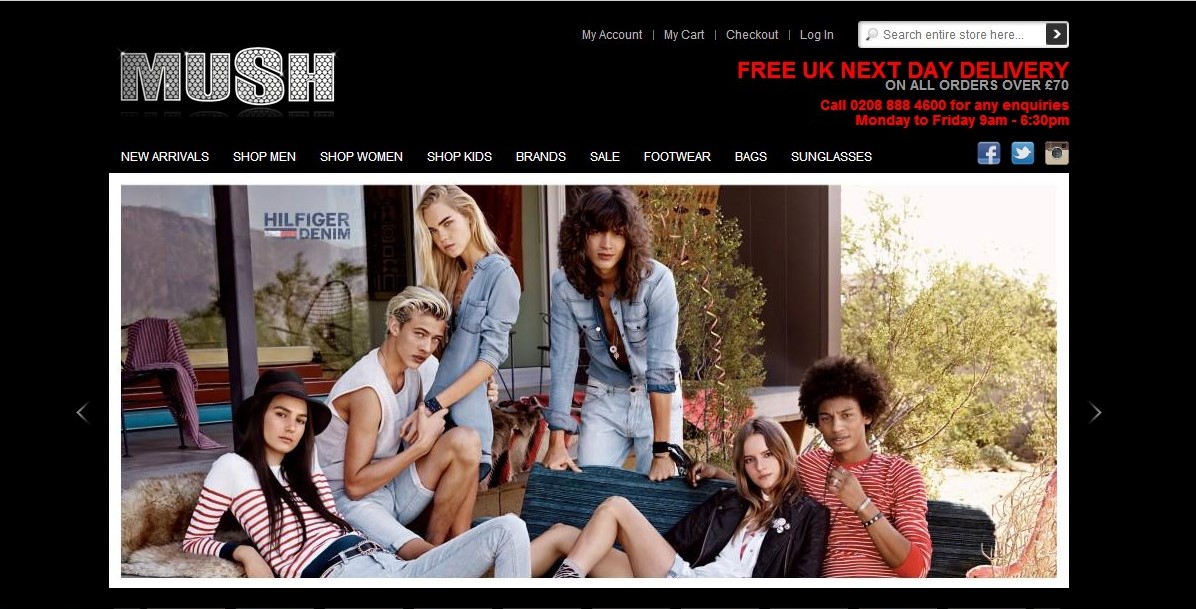 My Account | My Cart | Checkout | Log In
Search entire store here...
MUSH
FREE UK NEXT DAY DELIVERY
ON ALL ORDERS OVER £70
Call 0208 888 4600 for any enquiries
Monday to Friday 9am - 6:30pm
NEW ARRIVALS SHOP MEN SHOP WOMEN SHOP KIDS BRANDS SALE FOOTWEAR BAGS SUNGLASSES
HILFIGER
DENIM